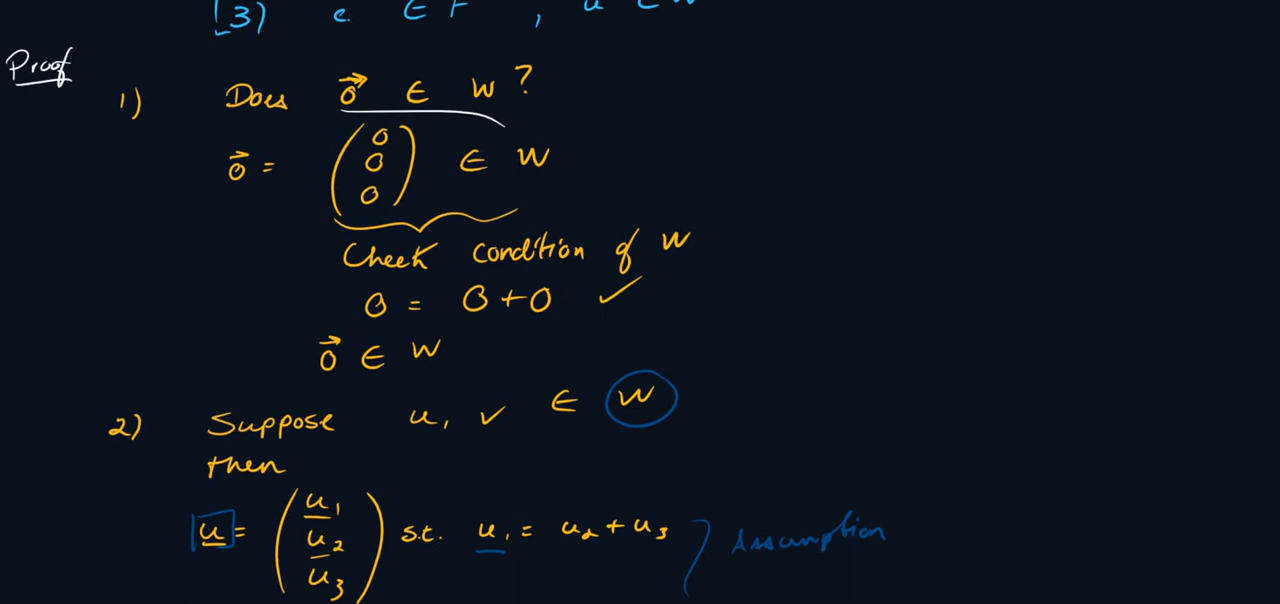 (3) c ∈ F , u ∈ W
Proof
1) Does 0⃗ ∈ W?
0⃗ = (0 0 0) ∈ W
Check condition of W
0 = 0+0 ✓
0⃗ ∈ W
2) Suppose u, v ∈ W
then
u = (u₁ u₂ u₃) s.t. u₁ = u₂ + u₃ Assumption